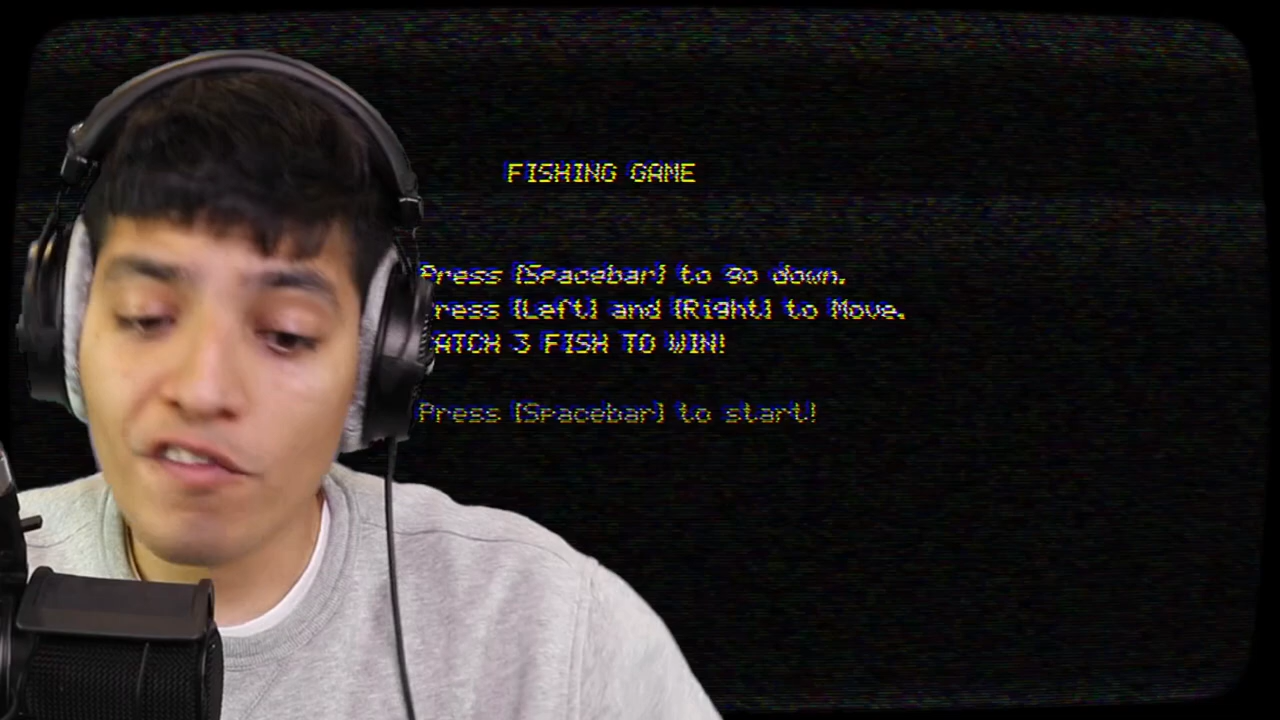 FISHING GAME
Press [Spacebar] to go down.
ress [Left] and [Right] to Move.
ATCH 3 FISH TO WIN!
Press [Spacebar] to start!